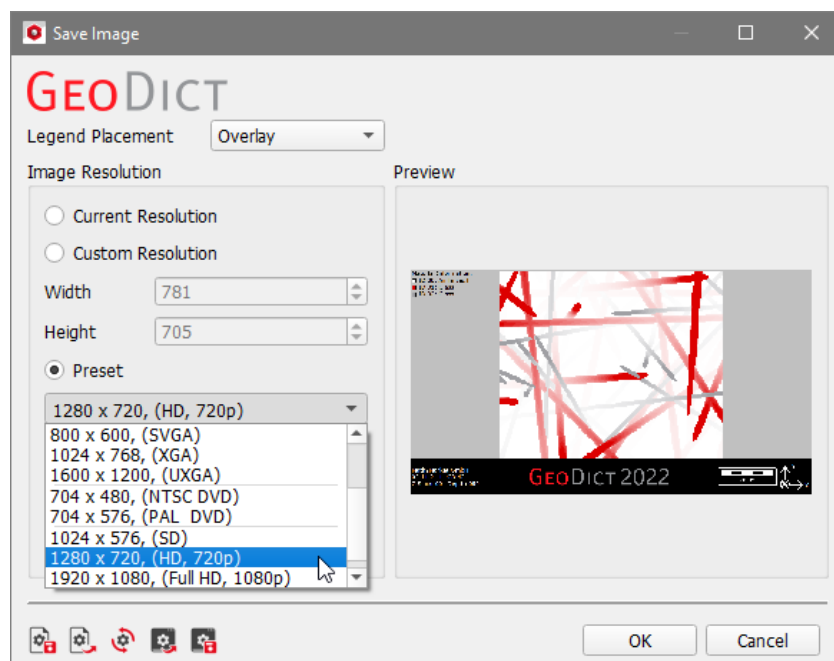 Save Image
GEODICT
Legend Placement
Overlay
Image Resolution
Preview
Current Resolution
Custom Resolution
Width
781
Height
705
Preset
1280 x 720, (HD, 720p)
800 x 600, (SVGA)
1024 x 768, (XGA)
1600 x 1200, (UXGA)
704 x 480, (NTSC DVD)
704 x 576, (PAL  DVD)
1024 x 576, (SD)
1280 x 720, (HD, 720p)
1920 x 1080, (Full HD, 1080p)
GEODICT 2022
OK
Cancel